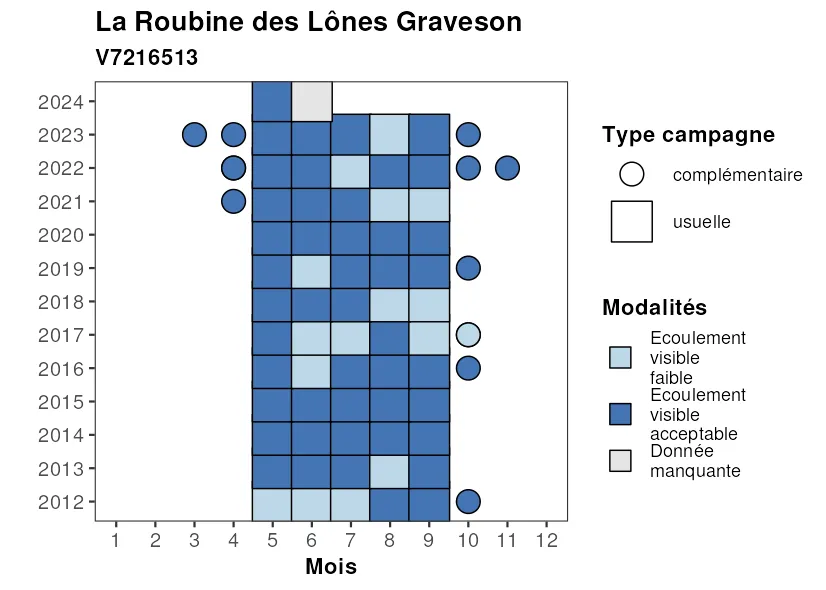 La Roubine des Lônes Graveson
V7216513
2024
2023
2022
2021
2020
2019
2018
2017
2016
2015
2014
2013
2012
1 2 3 4 5 6 7 8 9 10 11 12
Mois
Type campagne
complémentaire
usuelle
Modalités
Ecoulement
visible
faible
Ecoulement
visible
acceptable
Donnée
manquante